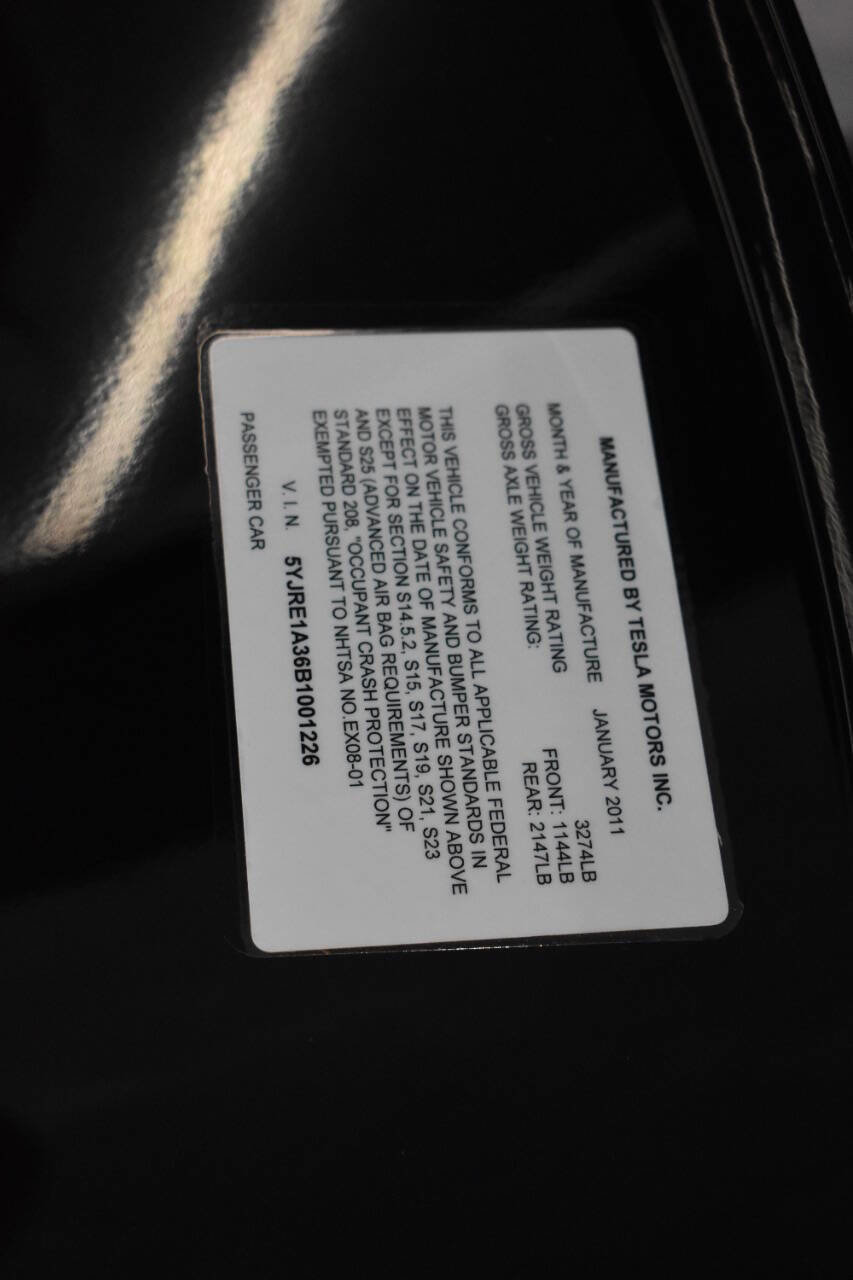 MANUFACTURED BY TESLA MOTORS INC.
MONTH & YEAR OF MANUFACTURE JANUARY 2011
GROSS VEHICLE WEIGHT RATING 3274LB
GROSS AXLE WEIGHT RATING: FRONT: 1144LB
REAR: 2147LB
THIS VEHICLE CONFORMS TO ALL APPLICABLE FEDERAL
MOTOR VEHICLE SAFETY AND BUMPER STANDARDS IN
EFFECT ON THE DATE OF MANUFACTURE SHOWN ABOVE
EXCEPT FOR SECTION S14.5.2, S15, S17, S19, S21, S23
AND S25 (ADVANCED AIR BAG REQUIREMENTS) OF
STANDARD 208, "OCCUPANT CRASH PROTECTION"
EXEMPTED PURSUANT TO NHTSA NO.EX08-01
V. I. N. 5YJRE1A36B1001226
PASSENGER CAR